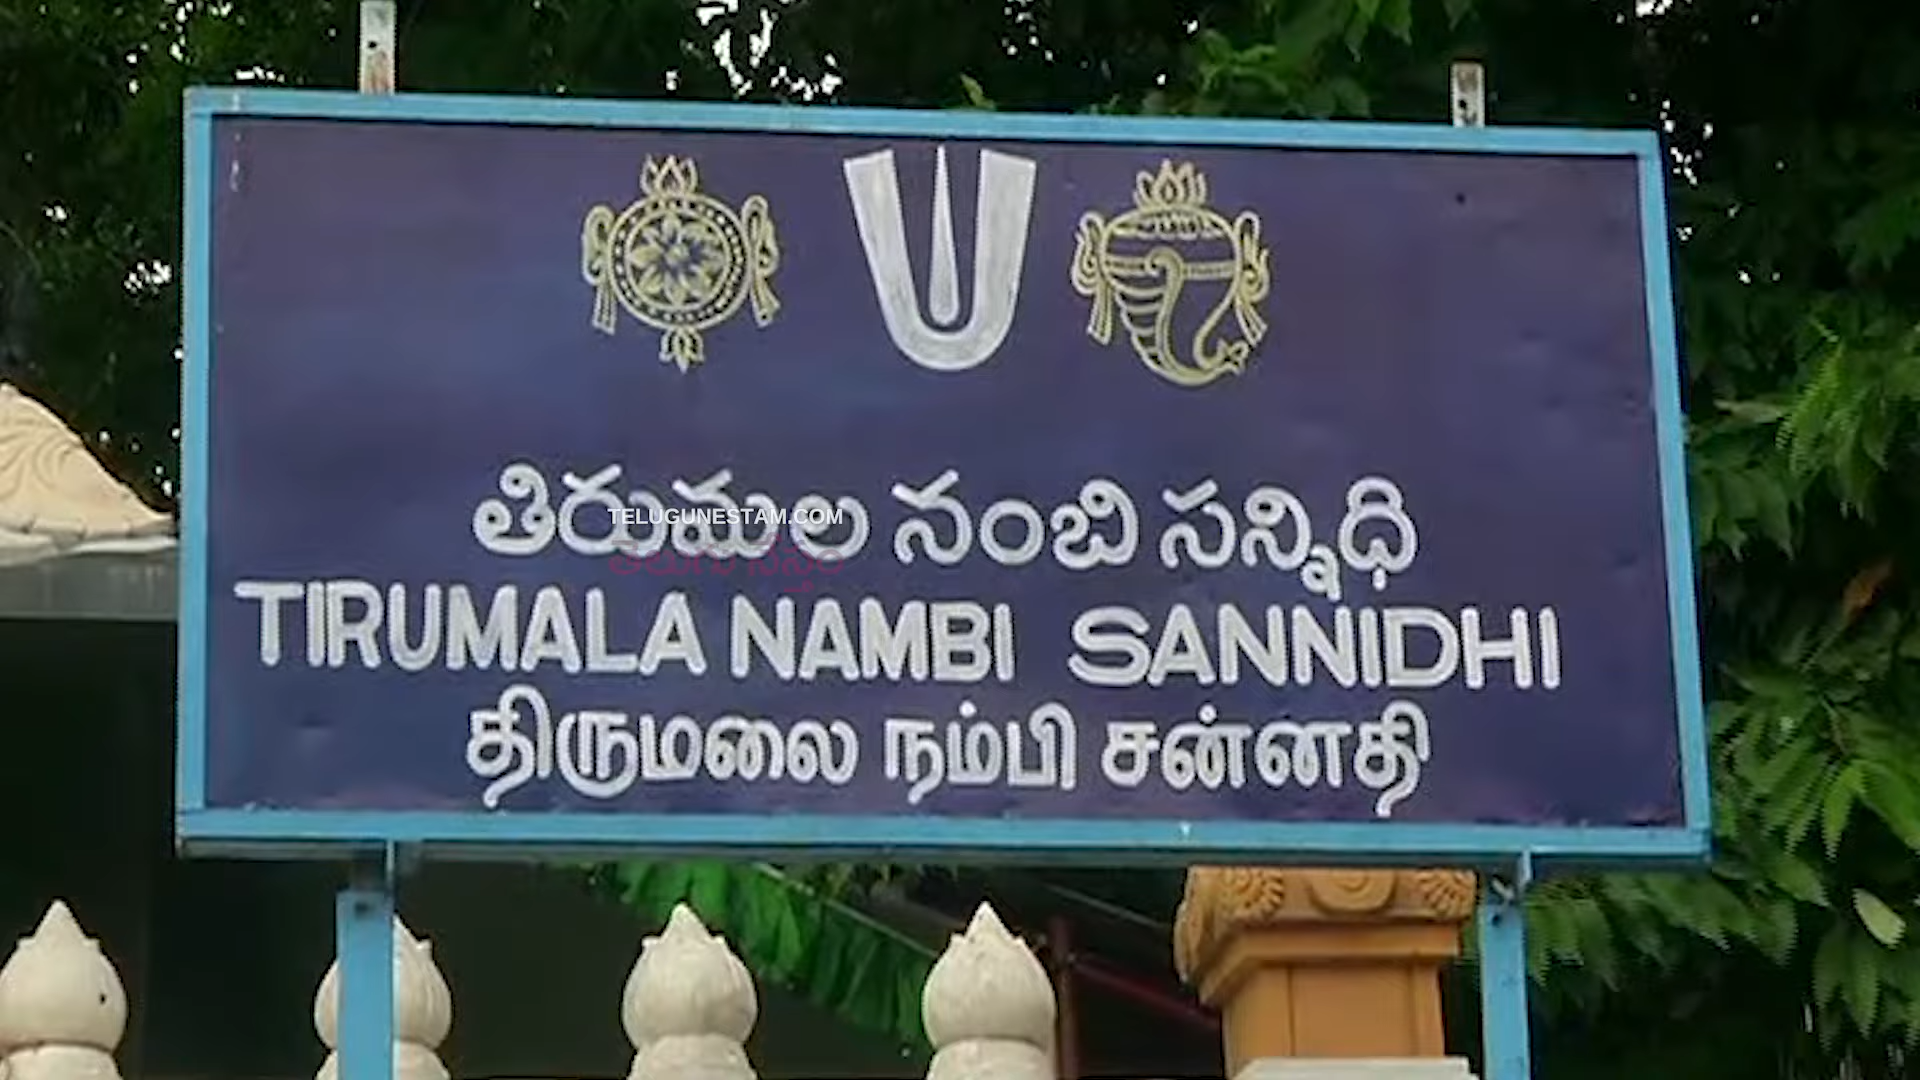 తిరుమల నంబి సన్నిధి
TELUGUNESTAM.COM
తెలుగు నేస్తం
TIRUMALA NAMBI SANNIDHI
திருமலை நம்பி சன்னதி